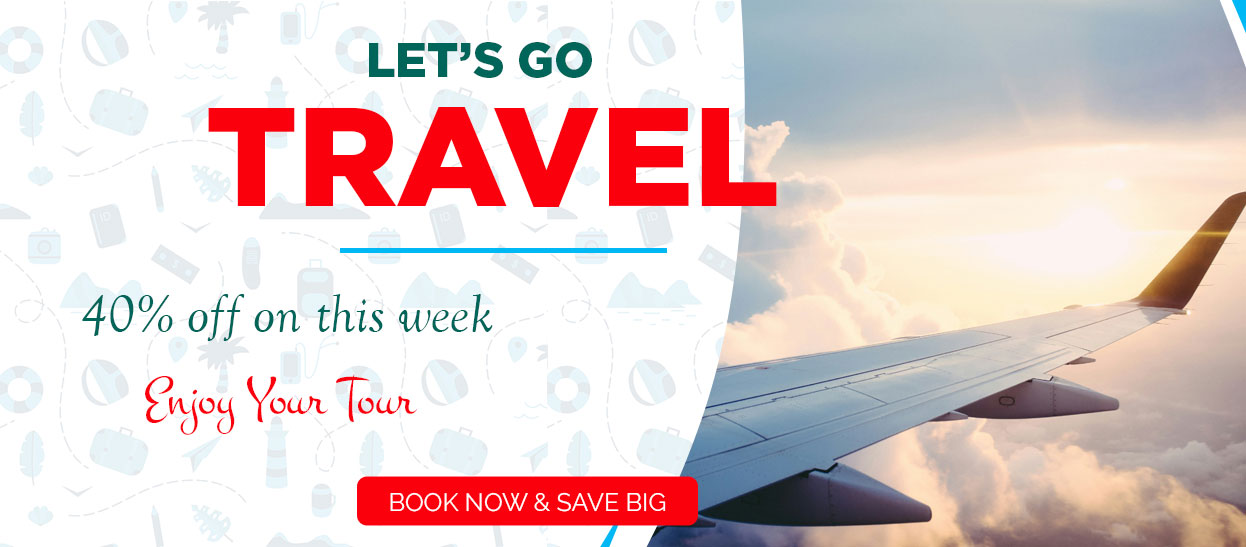 LET'S GO
TRAVEL
40% off on this week
Enjoy Your Tour
BOOK NOW & SAVE BIG